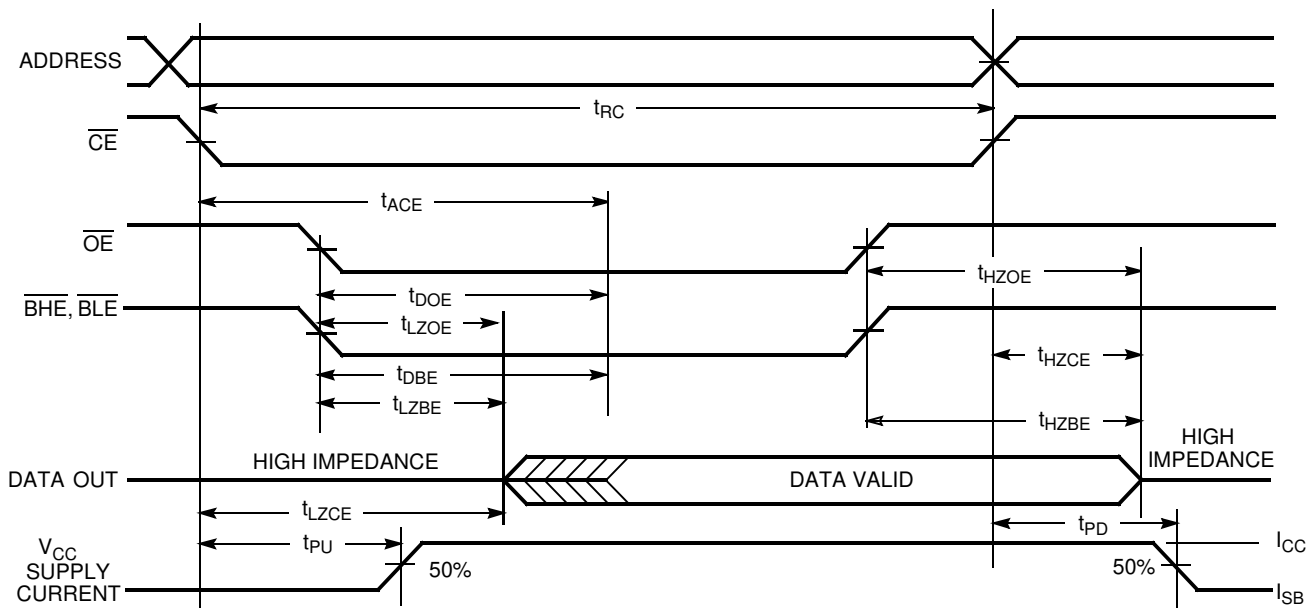 ADDRESS
tRC
CE
tACE
OE
tHZOE
tDOE
BHE, BLE
tLZOE
tHZCE
tDBE
tLZBE
tHZBE
HIGH IMPEDANCE
HIGH
IMPEDANCE
DATA OUT
DATA VALID
tLZCE
tPD
tPU
VCC
SUPPLY
CURRENT
50%
50%
ICC
ISB